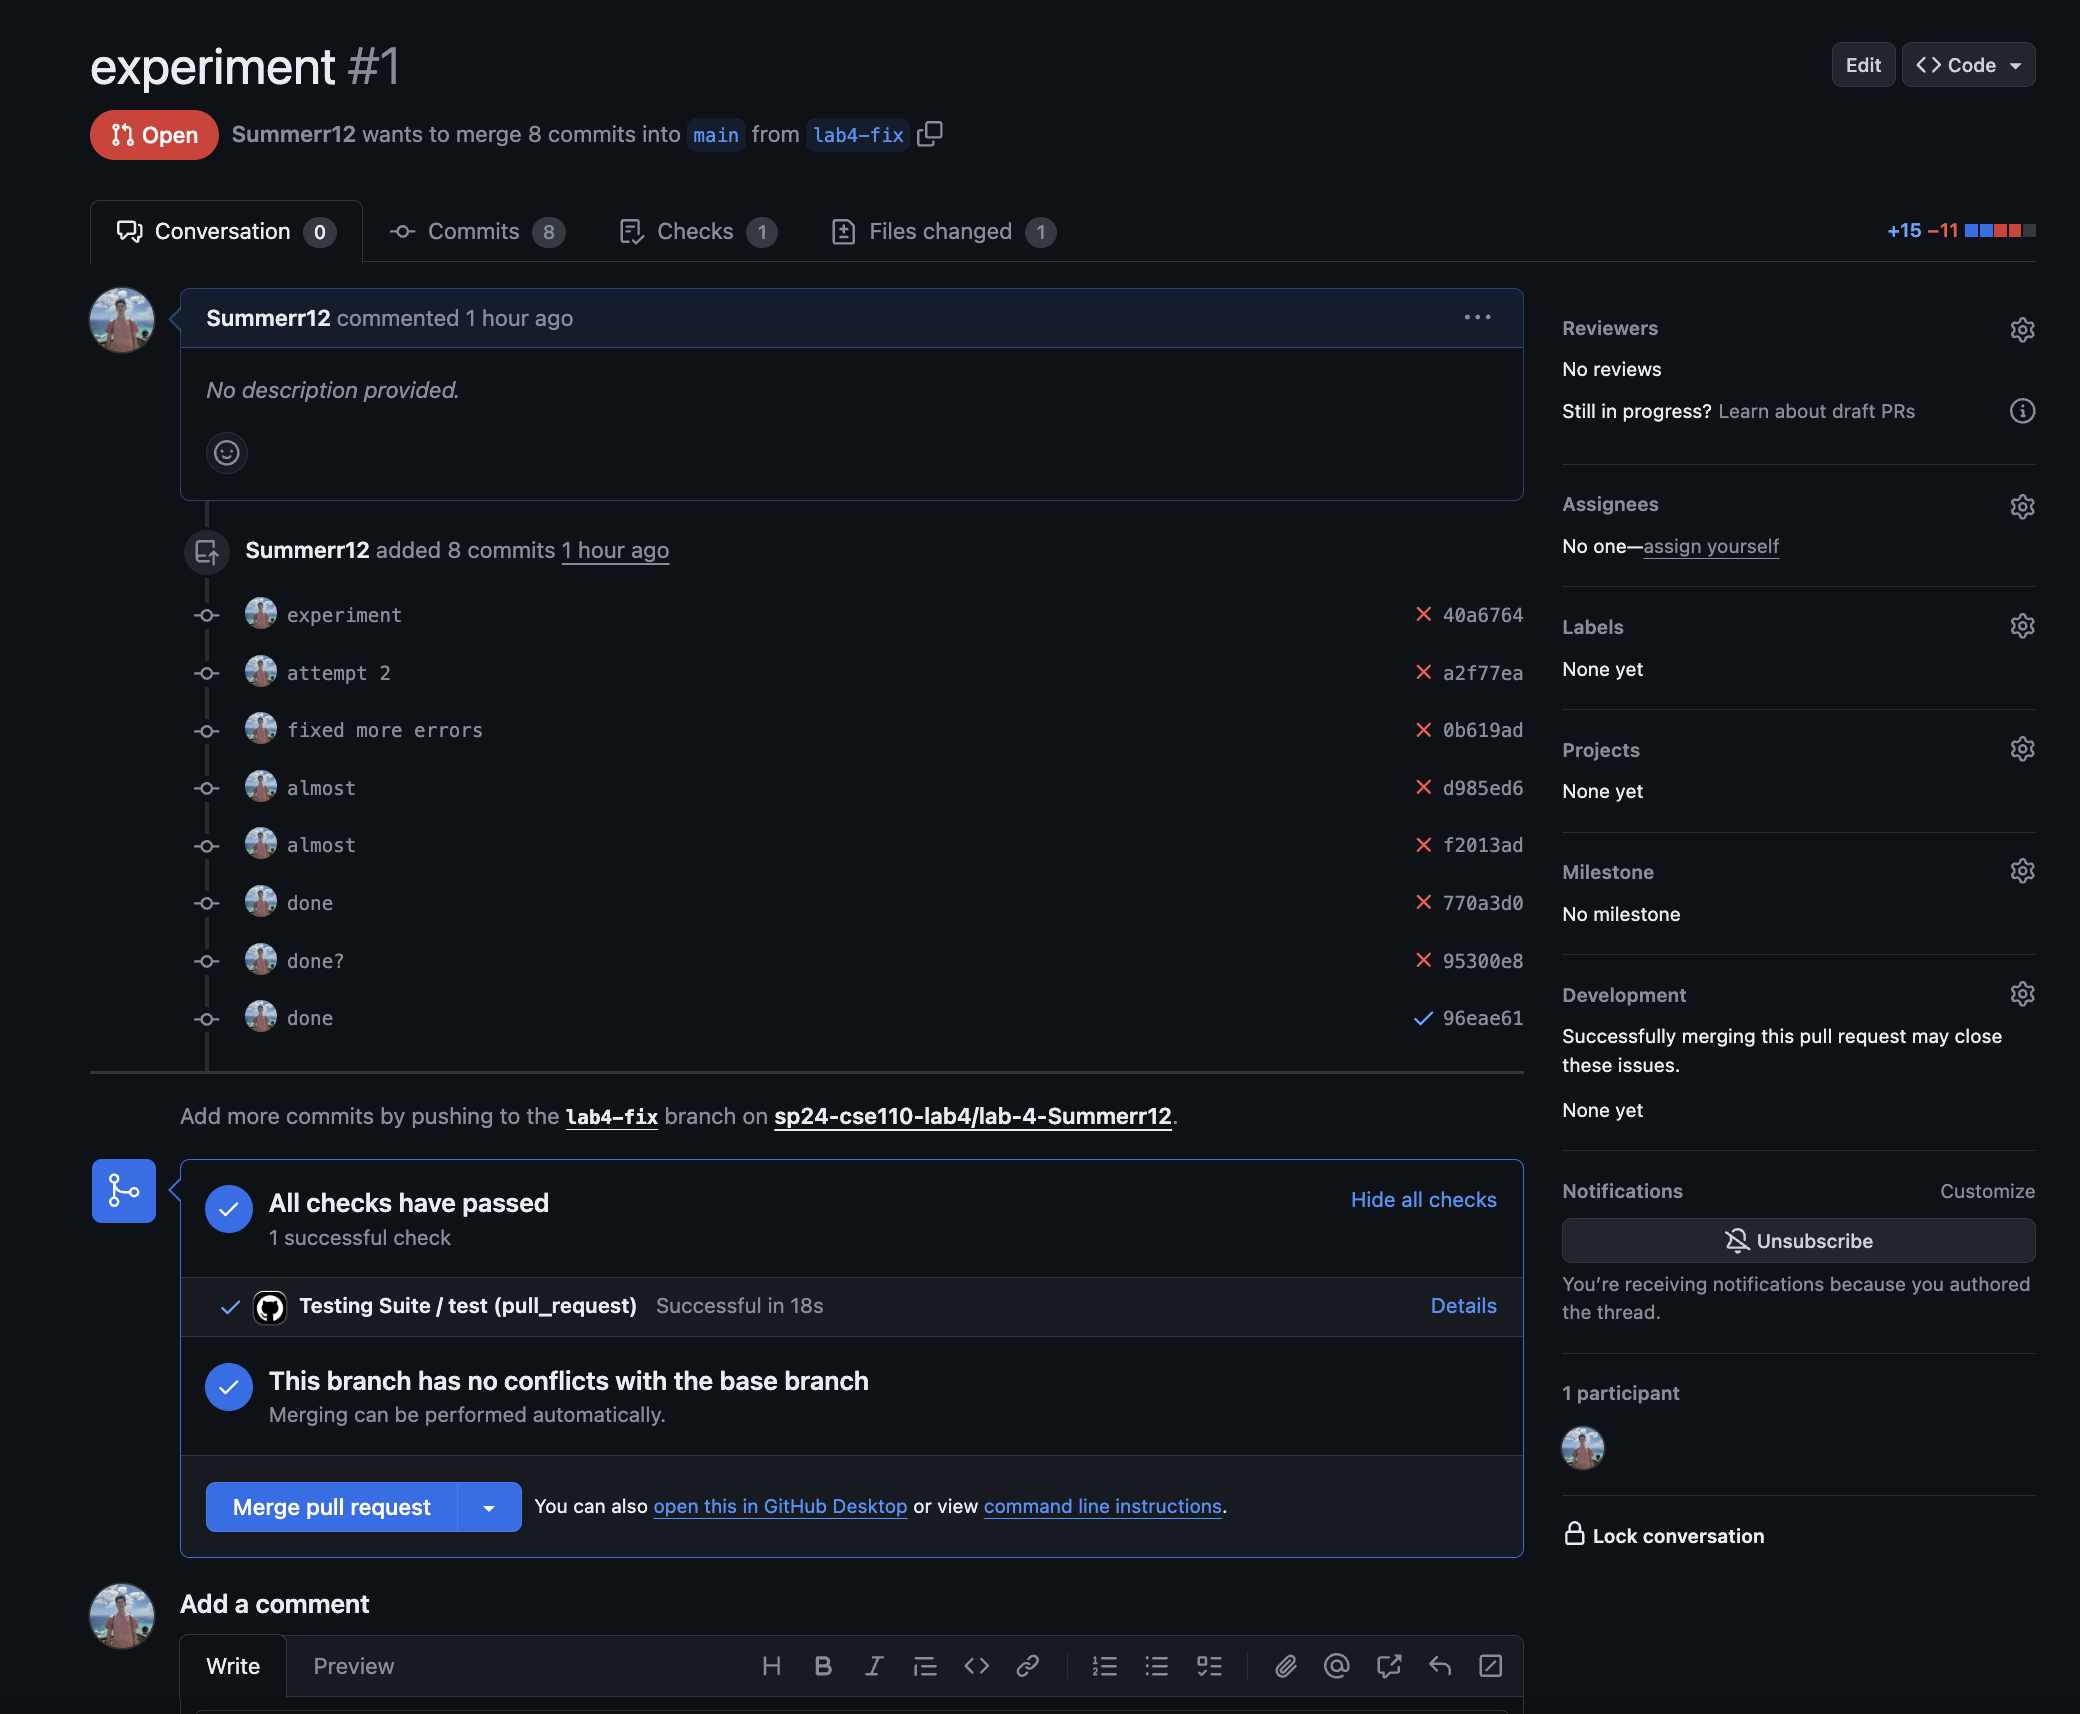 experiment #1
Edit
Code
Open
Summerr12 wants to merge 8 commits into main from lab4-fix
Conversation 0
Commits 8
Checks 1
Files changed 1
+15 −11
Summerr12 commented 1 hour ago
No description provided.
Summerr12 added 8 commits 1 hour ago
experiment 40a6764
attempt 2 a2f77ea
fixed more errors 0b619ad
almost d985ed6
almost f2013ad
done 770a3d0
done? 95300e8
done 96eae61
Add more commits by pushing to the lab4-fix branch on sp24-cse110-lab4/lab-4-Summerr12.
All checks have passed
Hide all checks
1 successful check
Testing Suite / test (pull_request) Successful in 18s
Details
This branch has no conflicts with the base branch
Merging can be performed automatically.
Merge pull request
You can also open this in GitHub Desktop or view command line instructions.
Add a comment
Write
Preview
Reviewers
No reviews
Still in progress? Learn about draft PRs
Assignees
No one—assign yourself
Labels
None yet
Projects
None yet
Milestone
No milestone
Development
Successfully merging this pull request may close
these issues.
None yet
Notifications
Customize
Unsubscribe
You’re receiving notifications because you authored
the thread.
1 participant
Lock conversation